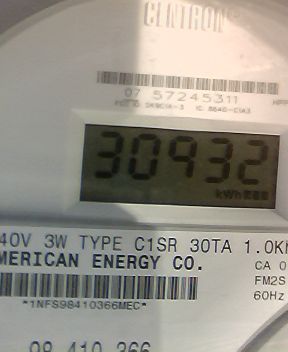 CENTRON®
07 57245311
30932
kWh
40V 3W TYPE C1SR 30TA 1.0K
MERICAN ENERGY CO.
CA 0
FM2S
60Hz
*1NFS98410366MEC*
98 410 366